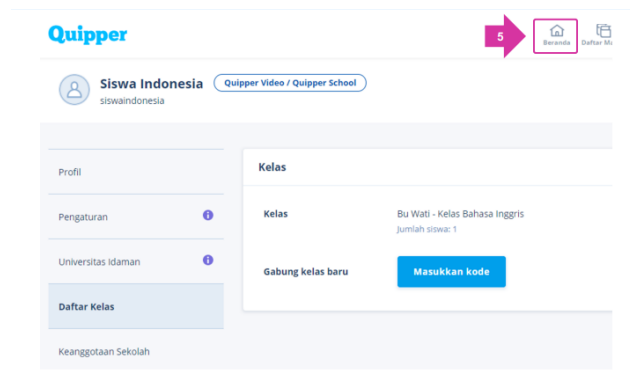 Quipper
5
Beranda
Daftar
Siswa Indonesia
Quipper Video / Quipper School
siswaindonesia
Profil
Pengaturan
Universitas Idaman
Daftar Kelas
Keanggotaan Sekolah
Kelas
Kelas
Bu Wati - Kelas Bahasa Inggris
Jumlah siswa: 1
Gabung kelas baru
Masukkan kode